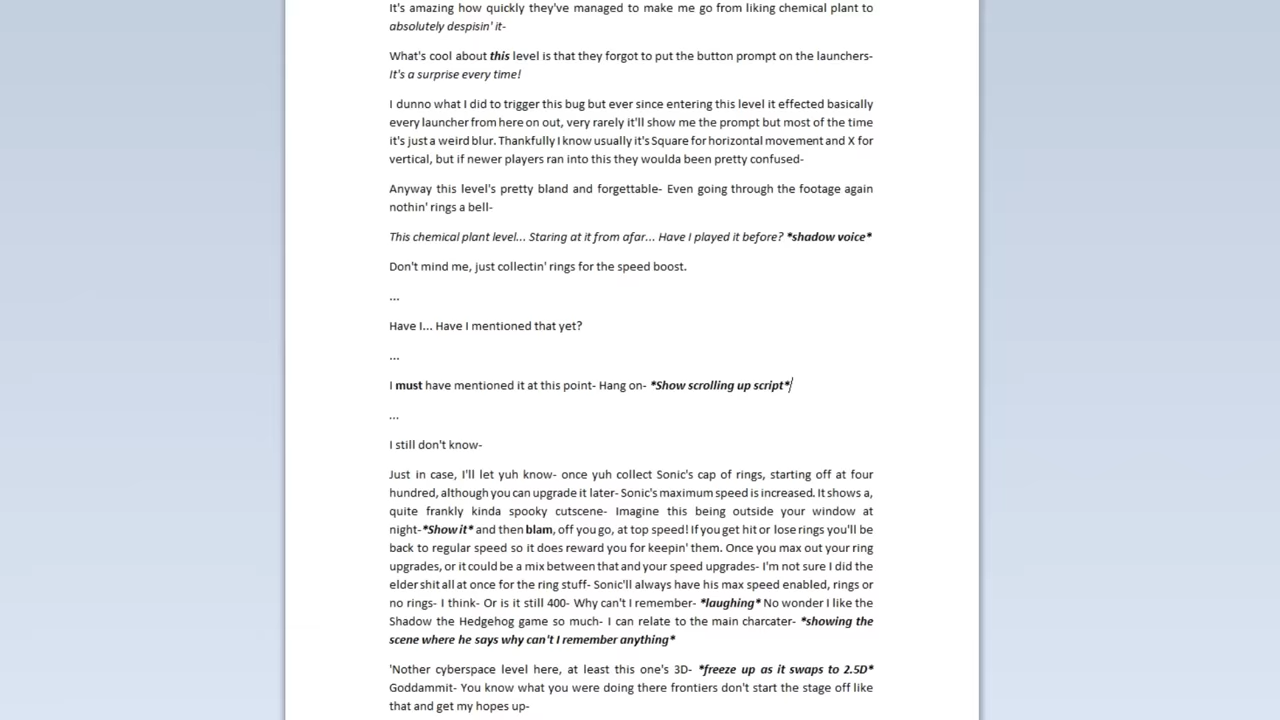 It's amazing how quickly they've managed to make me go from liking chemical plant to
absolutely despisin' it-
What's cool about this level is that they forgot to put the button prompt on the launchers-
It's a surprise every time!
I dunno what I did to trigger this bug but ever since entering this level it effected basically
every launcher from here on out, very rarely it'll show me the prompt but most of the time
it's just a weird blur. Thankfully I know usually it's Square for horizontal movement and X for
vertical, but if newer players ran into this they woulda been pretty confused-
Anyway this level's pretty bland and forgettable- Even going through the footage again
nothin' rings a bell-
This chemical plant level... Staring at it from afar... Have I played it before? *shadow voice*
Don't mind me, just collectin' rings for the speed boost.
...
Have I... Have I mentioned that yet?
...
I must have mentioned it at this point- Hang on- *Show scrolling up script*
...
I still don't know-
Just in case, I'll let yuh know- once yuh collect Sonic's cap of rings, starting off at four
hundred, although you can upgrade it later- Sonic's maximum speed is increased. It shows a,
quite frankly kinda spooky cutscene- Imagine this being outside your window at
night-*Show it* and then blam, off you go, at top speed! If you get hit or lose rings you'll be
back to regular speed so it does reward you for keepin' them. Once you max out your ring
upgrades, or it could be a mix between that and your speed upgrades- I'm not sure I did the
elder shit all at once for the ring stuff- Sonic'll always have his max speed enabled, rings or
no rings- I think- Or is it still 400- Why can't I remember- *laughing* No wonder I like the
Shadow the Hedgehog game so much- I can relate to the main charcater- *showing the
scene where he says why can't I remember anything*
'Nother cyberspace level here, at least this one's 3D- *freeze up as it swaps to 2.5D*
Goddammit- You know what you were doing there frontiers don't start the stage off like
that and get my hopes up-